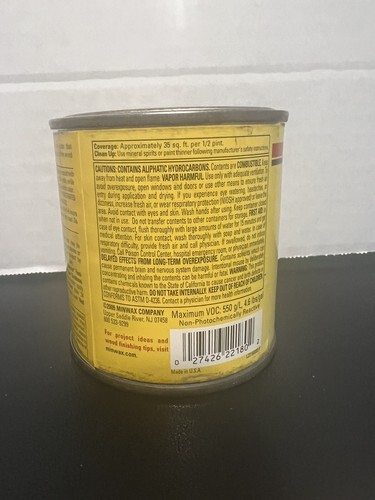 Coverage: Approximately 35 sq. ft. per 1/2 pint.
Clean Up: Use mineral spirits or paint thinner following manufacturer's safety instructions.
CAUTIONS: CONTAINS ALIPHATIC HYDROCARBONS. Contents are COMBUSTIBLE. Keep
away from heat and open flame. VAPOR HARMFUL. Use only with adequate ventilation. To
avoid overexposure, open windows and doors or use other means to ensure fresh air
entry during application and drying. If you experience eye watering, headaches, or
dizziness, increase fresh air, or wear respiratory protection (NIOSH approved) or leave the
area. Avoid contact with eyes and skin. Wash hands after using. Keep container closed
when not in use. Do not transfer contents to other containers for storage. FIRST AID: In
case of eye contact, flush thoroughly with large amounts of water for 15 minutes and get
medical attention. For skin contact, wash thoroughly with soap and water. In case of
respiratory difficulty, provide fresh air and call physician. If swallowed, do not induce
vomiting. Call Poison Control Center, hospital emergency room, or physician immediately.
DELAYED EFFECTS FROM LONG-TERM OVEREXPOSURE. Contains solvents which can
cause permanent brain and nervous system damage. Intentional misuse by deliberately
concentrating and inhaling the contents can be harmful or fatal. WARNING: This product
contains chemicals known to the State of California to cause cancer and birth defects or
other reproductive harm. DO NOT TAKE INTERNALLY. KEEP OUT OF REACH OF CHILDREN.
CONFORMS TO ASTM D-4236. Contact a physician for more health information.
©2009 MINWAX COMPANY
Upper Saddle River, NJ 07458
800 523-9299
Maximum VOC: 550 g/L, 4.6 lbs/gal
Non-Photochemically Reactive
For project ideas and
wood finishing tips, visit
minwax.com.
0 27426 22180 2
Made in U.S.A.